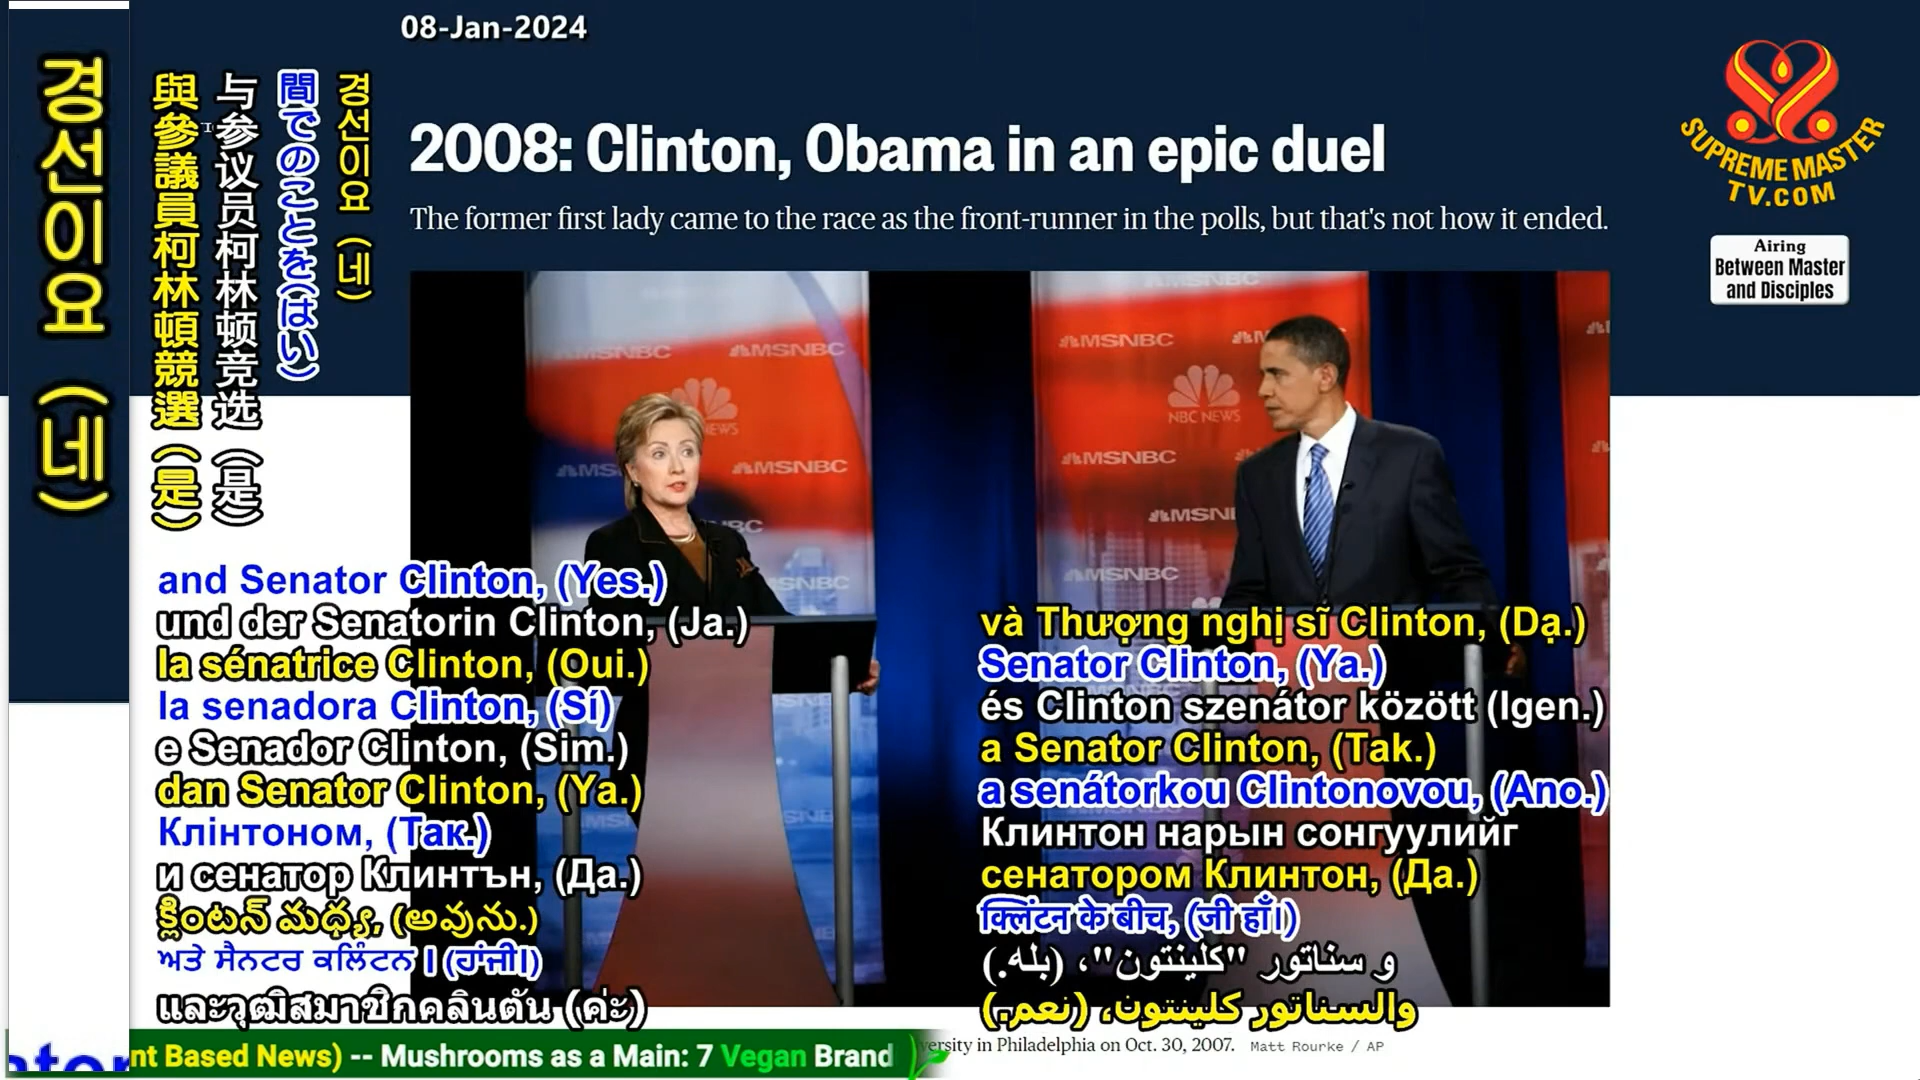 08-Jan-2024
2008: Clinton, Obama in an epic duel
The former first lady came to the race as the front-runner in the polls, but that's not how it ended.
SUPREME MASTER
TV.COM
Airing
Between Master
and Disciples
경선이요 (네)
與參議員柯林頓競選 (是)
与参议员柯林顿竞选 (是)
間でのことを(はい)
경선이요 (네)
MSNBC
MSNBC
MSNBC
NBC NEWS
MSNBC
MSNBC
MSNBC
and Senator Clinton, (Yes.)
und der Senatorin Clinton, (Ja.)
la sénatrice Clinton, (Oui.)
la senadora Clinton, (Sí)
e Senador Clinton, (Sim.)
dan Senator Clinton, (Ya.)
Клінтоном, (Так.)
и сенатор Клинтън, (Да.)
క్లింటన్ మధ్య, (అవును.)
ਅਤੇ ਸੈਨਟਰ ਕਲਿੰਟਨ । (ਹਾਂਜੀ।)
และวุฒิสมาชิกคลินตัน (ค่ะ)
và Thượng nghị sĩ Clinton, (Dạ.)
Senator Clinton, (Ya.)
és Clinton szenátor között (Igen.)
a Senator Clinton, (Tak.)
a senátorkou Clintonovou, (Ano.)
Клинтон нарын сонгуулийг
сенатором Клинтон, (Да.)
क्लिंटन के बीच, (जी हाँ।)
و سناتور "کلینتون"، (بله.)
والسناتور كلينتون، (نعم.)
nt Based News) -- Mushrooms as a Main: 7 Vegan Brand
versity in Philadelphia on Oct. 30, 2007. Matt Rourke / AP